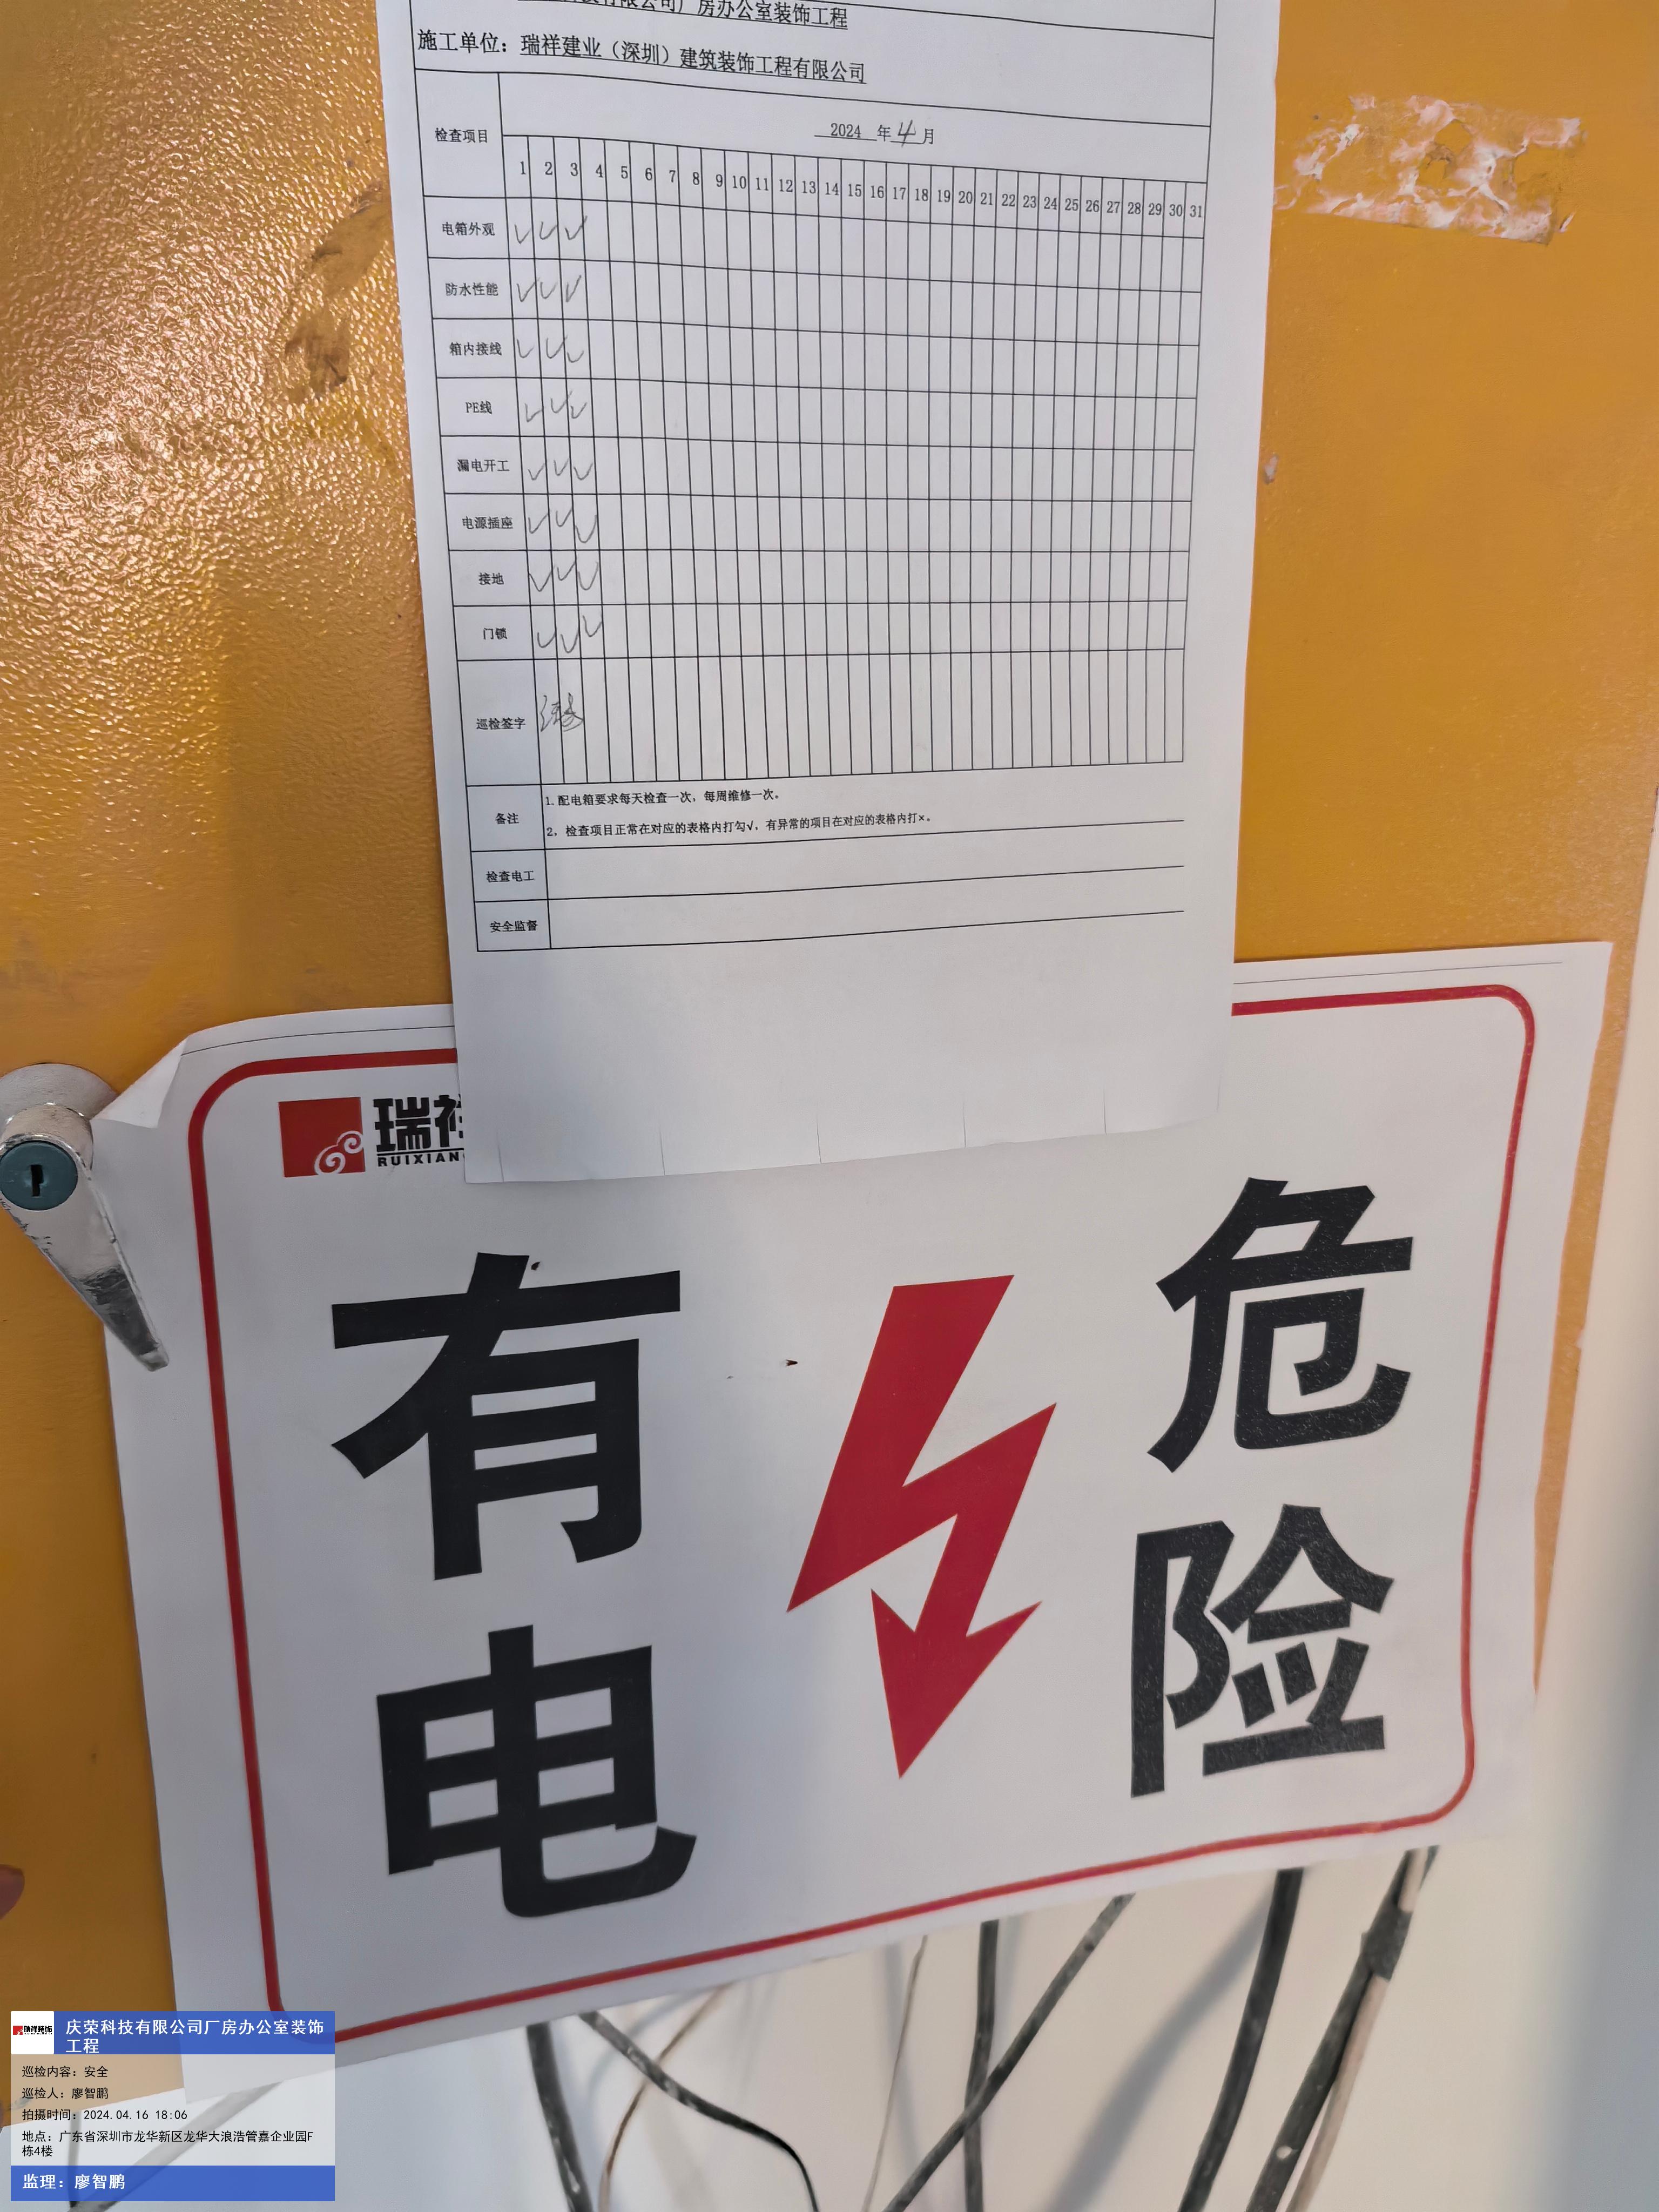 有限公司厂房办公室装饰工程
施工单位：瑞祥建业（深圳）建筑装饰工程有限公司
检查项目
2024 年 4 月
1 2 3 4 5 6 7 8 9 10 11 12 13 14 15 16 17 18 19 20 21 22 23 24 25 26 27 28 29 30 31
电箱外观 ✓ ✓ ✓
防水性能 ✓ ✓ ✓
箱内接线 ✓ ✓ ✓
PE线 ✓ ✓ ✓
漏电开工 ✓ ✓ ✓
电源插座 ✓ ✓ ✓
接地 ✓ ✓ ✓
门锁 ✓ ✓ ✓
巡检签字
备注
1.配电箱要求每天检查一次，每周维修一次。
2，检查项目正常在对应的表格内打勾√，有异常的项目在对应的表格内打×。
检查电工
安全监督
瑞祥
RUIXIANG
有电
危险
瑞祥装饰
庆荣科技有限公司厂房办公室装饰
工程
巡检内容：安全
巡检人：廖智鹏
拍摄时间：2024.04.16 18:06
地点：广东省深圳市龙华新区龙华大浪浩管嘉企业园F
栋4楼
监理：廖智鹏